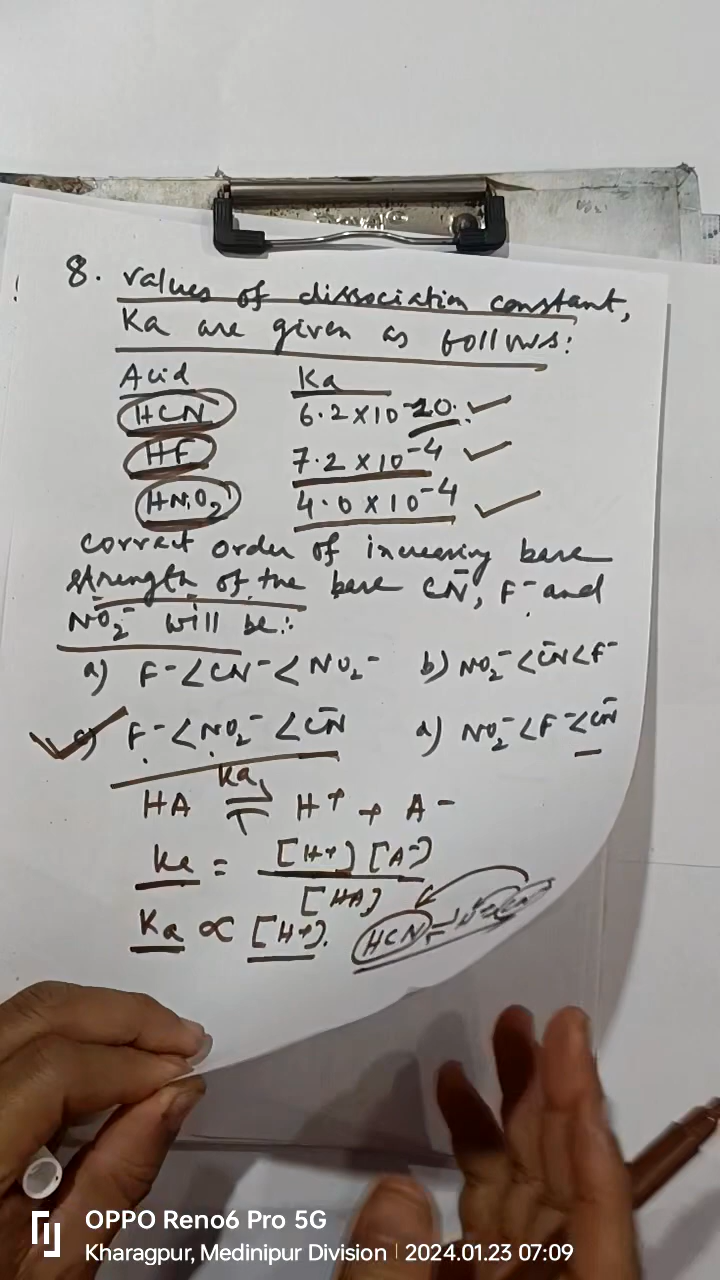 8. values of dissociation constant,
Ka are given as follows:
Acid Ka
HCN 6.2 x 10-20.
HF 7.2 x 10-4
HNO2 4.0 x 10-4
correct order of increasing base
strength of the base CN-, F- and
NO2- will be:
a) F- < CN- < NO2- b) NO2- < CN- < F-
c) F- < NO2- < CN- a) NO2- < F- < CN-
Ka
HA ⇌ H+ + A-
Ka = [H+] [A-]
[HA]
Ka ∝ [H+]. HCN
OPPO Reno6 Pro 5G
Kharagpur, Medinipur Division | 2024.01.23 07:09